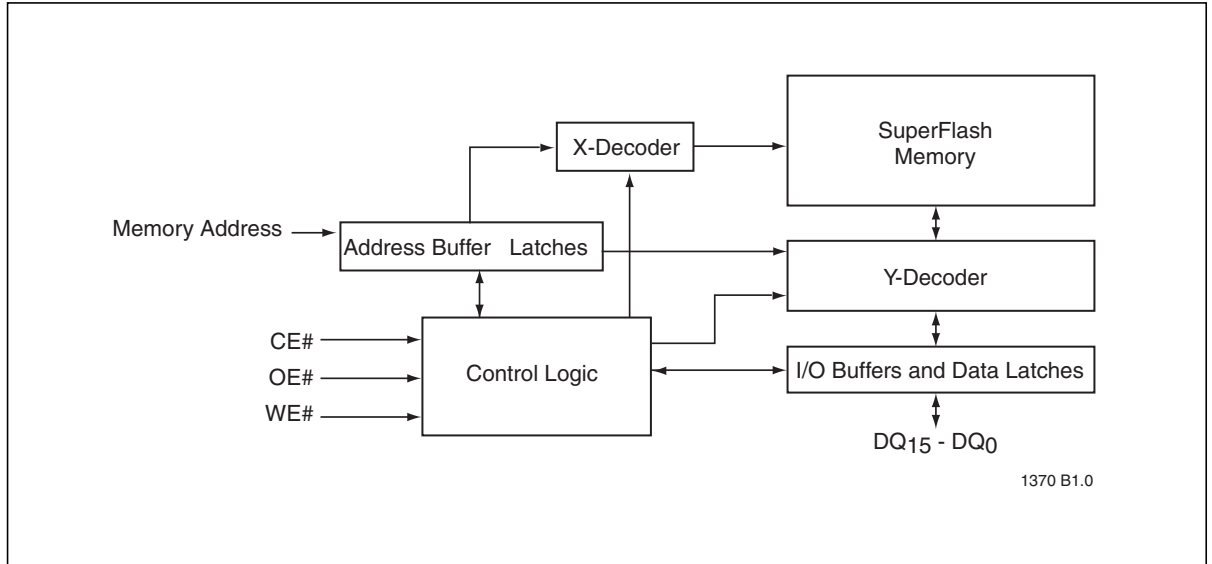 SuperFlash
Memory
X-Decoder
Memory Address
Address Buffer Latches
Y-Decoder
CE#
OE#
WE#
Control Logic
I/O Buffers and Data Latches
DQ15 - DQ0
1370 B1.0